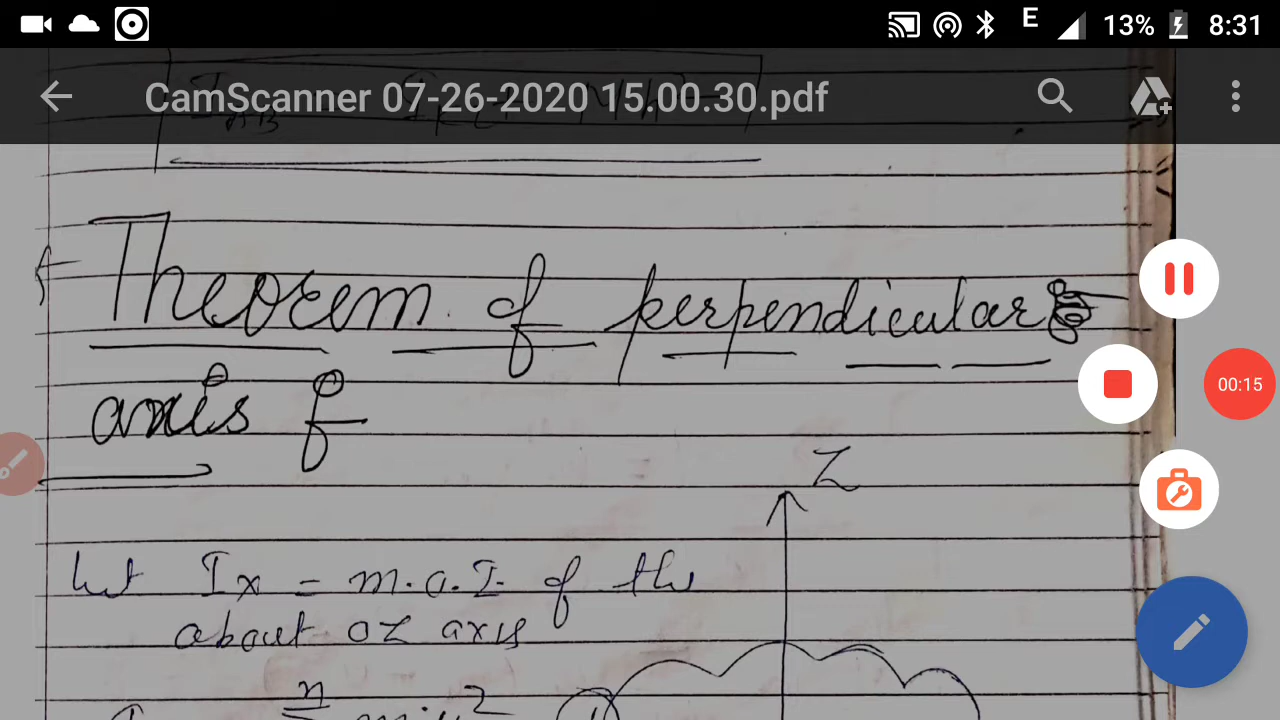 E 13% 8:31
CamScanner 07-26-2020 15.00.30.pdf
Theorem of perpendicular
axis
00:15
Z
let Ix = m.o.I of the
about oz axis
n